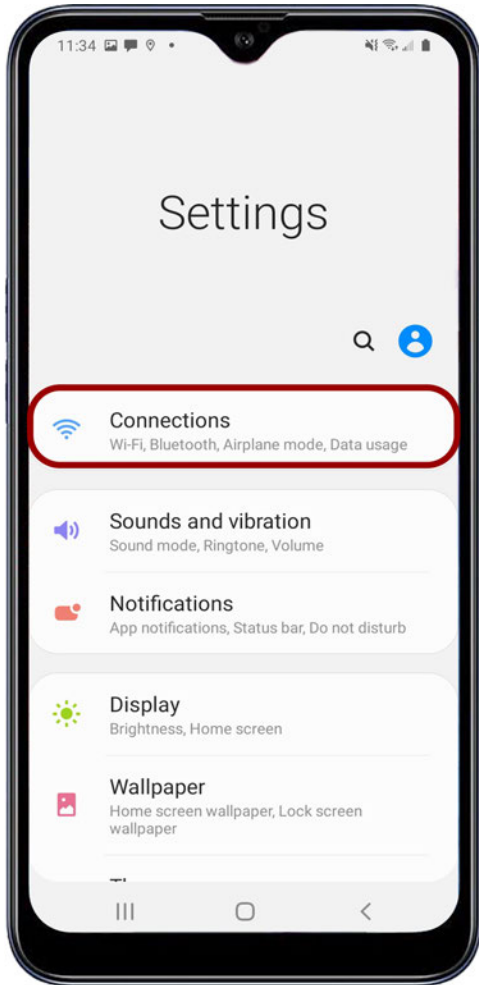 11:34
Settings
Connections
Wi-Fi, Bluetooth, Airplane mode, Data usage
Sounds and vibration
Sound mode, Ringtone, Volume
Notifications
App notifications, Status bar, Do not disturb
Display
Brightness, Home screen
Wallpaper
Home screen wallpaper, Lock screen
wallpaper